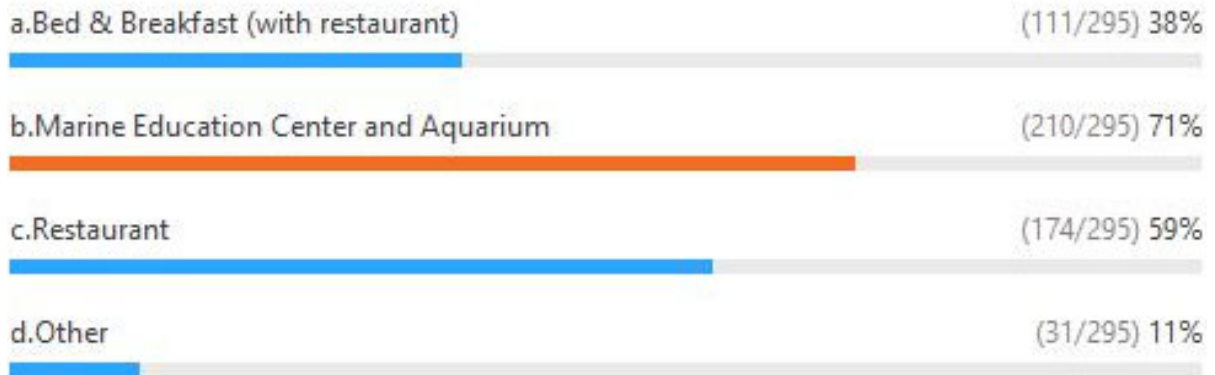 a.Bed & Breakfast (with restaurant) (111/295) 38%
b.Marine Education Center and Aquarium (210/295) 71%
c.Restaurant (174/295) 59%
d.Other (31/295) 11%